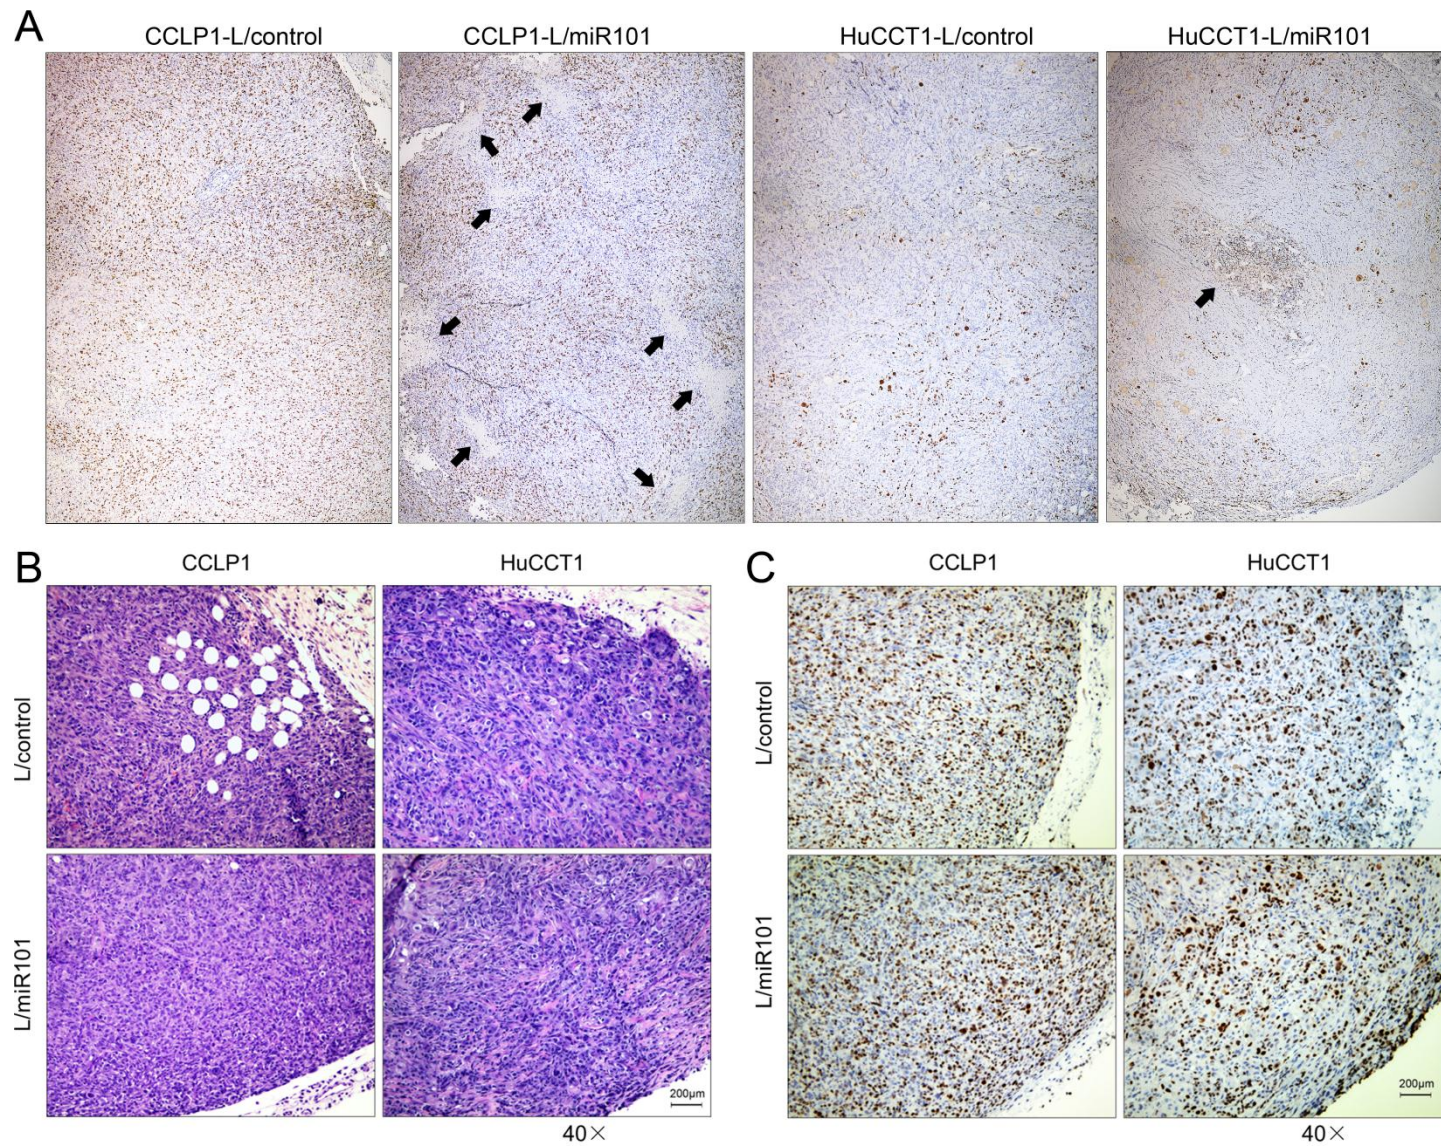 A
CCLP1-L/control CCLP1-L/miR101 HuCCT1-L/control HuCCT1-L/miR101
B
CCLP1 HuCCT1
L/control
L/miR101
200μm
40×
C
CCLP1 HuCCT1
L/control
L/miR101
200μm
40×